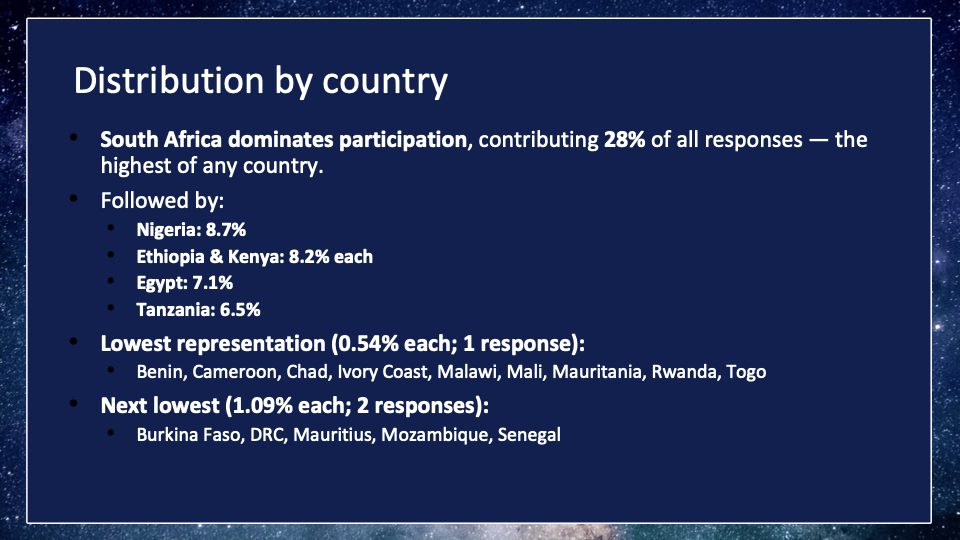 Distribution by country
• South Africa dominates participation, contributing 28% of all responses — the
highest of any country.
• Followed by:
• Nigeria: 8.7%
• Ethiopia & Kenya: 8.2% each
• Egypt: 7.1%
• Tanzania: 6.5%
• Lowest representation (0.54% each; 1 response):
• Benin, Cameroon, Chad, Ivory Coast, Malawi, Mali, Mauritania, Rwanda, Togo
• Next lowest (1.09% each; 2 responses):
• Burkina Faso, DRC, Mauritius, Mozambique, Senegal